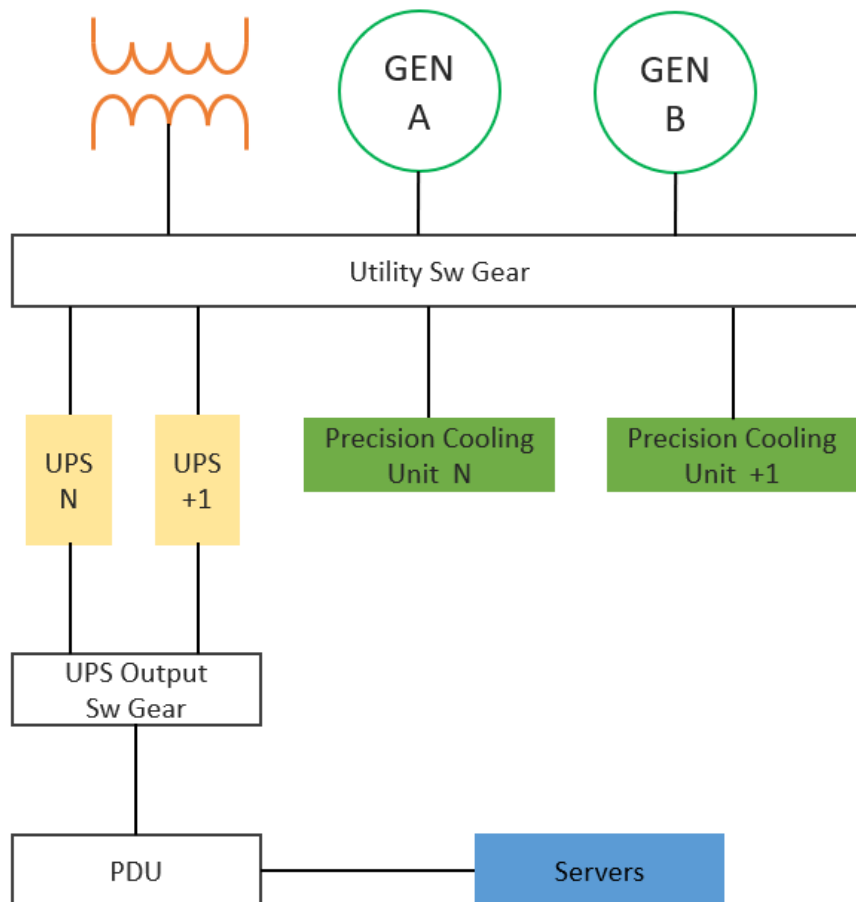 GEN
A
GEN
B
Utility Sw Gear
UPS
N
UPS
+1
Precision Cooling
Unit N
Precision Cooling
Unit +1
UPS Output
Sw Gear
PDU
Servers